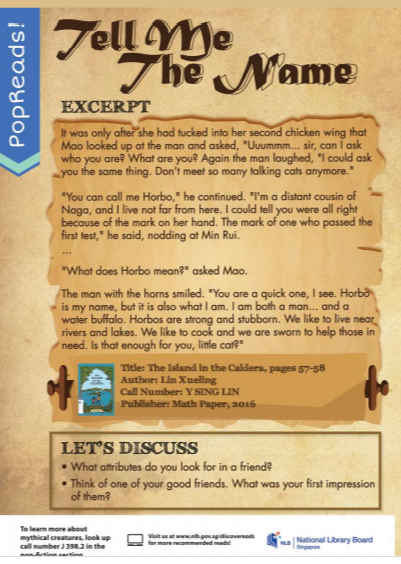 PopReads!
Tell Me
The Name
EXCERPT
It was only after she had tucked into her second chicken wing that
Mao looked up at the man and asked, "Uuummm... sir, can I ask
who you are? What are you? Again the man laughed, "I could ask
you the same thing. Don't meet so many talking cats anymore."
"You can call me Horbo," he continued. "I'm a distant cousin of
Naga, and I live not far from here. I could tell you were all right
because of the mark on her hand. The mark of one who passed the
first test," he said, nodding at Min Rui.
...
"What does Horbo mean?" asked Mao.
The man with the horns smiled. "You are a quick one, I see. Horbo
is my name, but it is also what I am. I am both a man... and a
water buffalo. Horbos are strong and stubborn. We like to live near
rivers and lakes. We like to cook and we are sworn to help those in
need. Is that enough for you, little cat?"
Title: The Island in the Caldera, pages 57-58
Author: Lin Xueling
Call Number: Y SING LIN
Publisher: Math Paper, 2016
LET'S DISCUSS
• What attributes do you look for in a friend?
• Think of one of your good friends. What was your first impression
of them?
To learn more about
mythical creatures, look up
call number J 398.2 in the
non-fiction section
Visit us at www.nlb.gov.sg/discovereads
for more recommended reads!
NLB National Library Board
Singapore